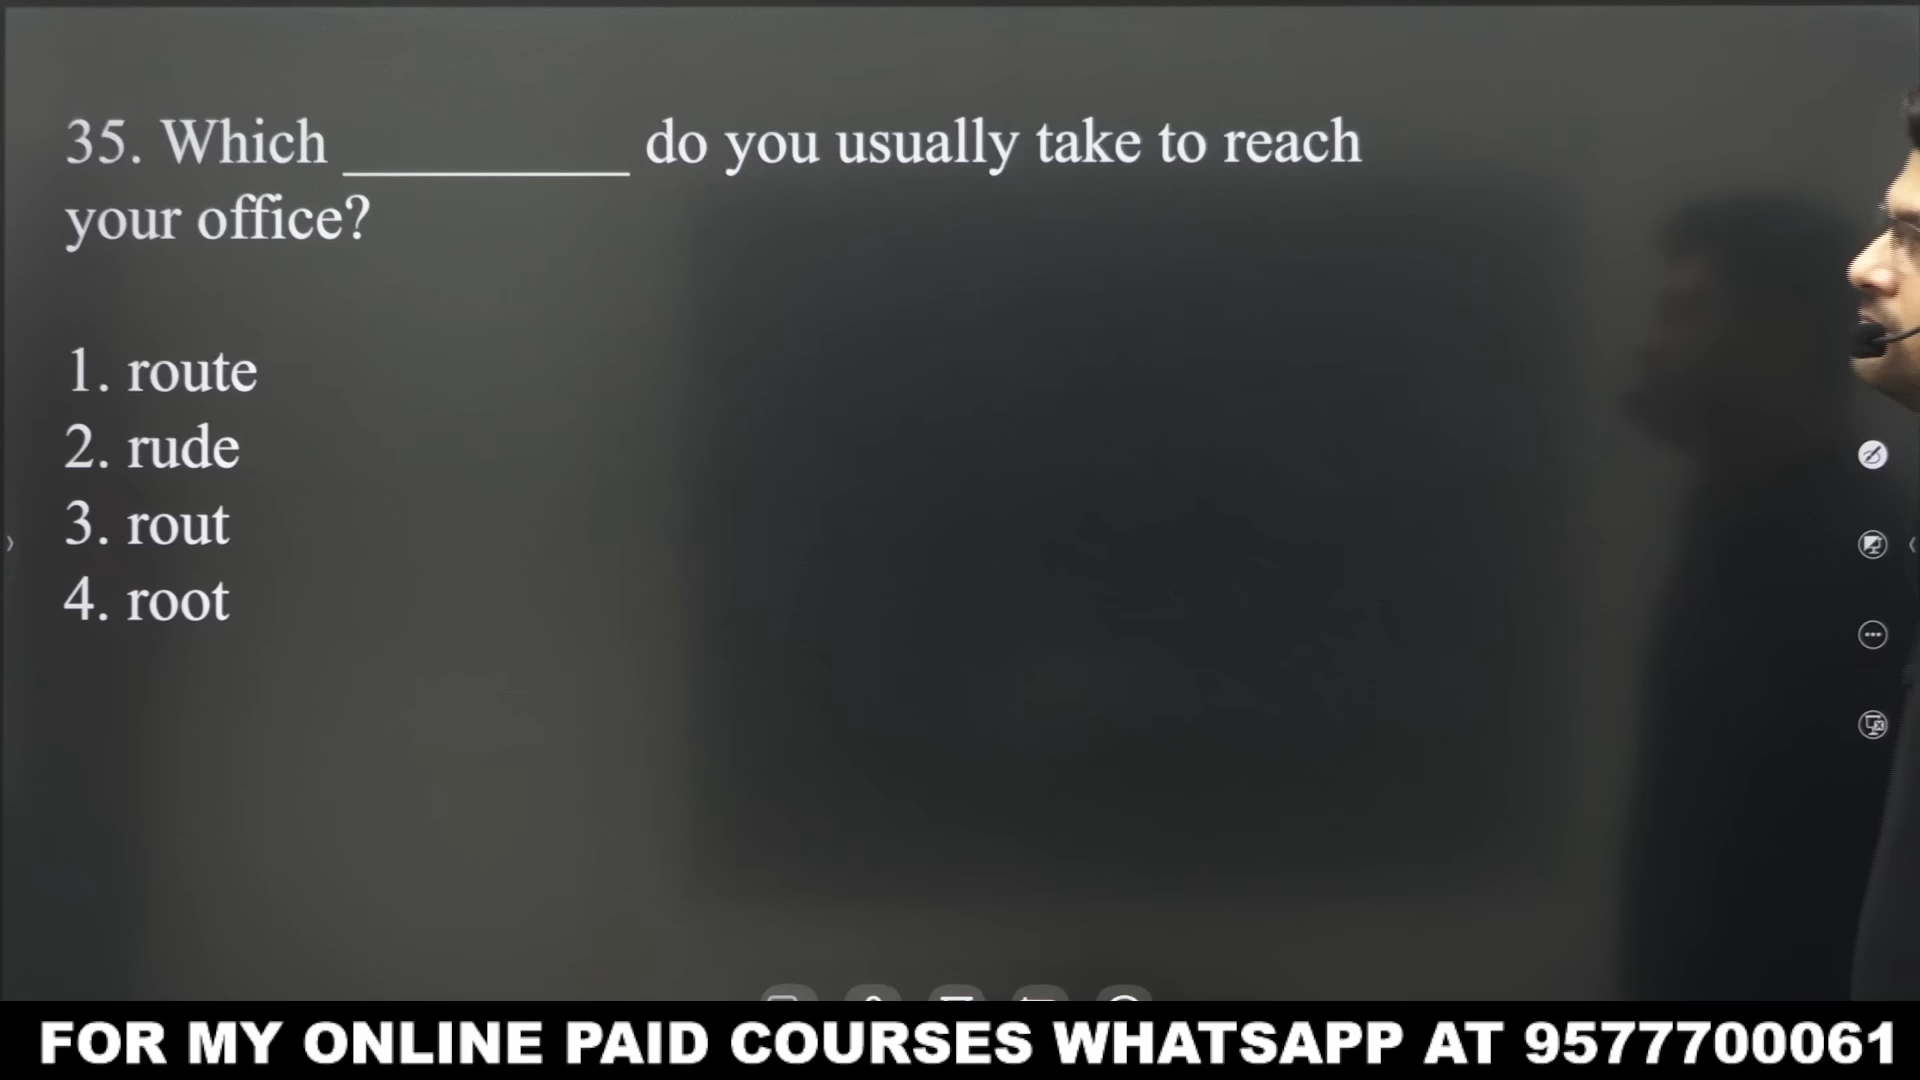 35. Which __________ do you usually take to reach
your office?
1. route
2. rude
3. rout
4. root
FOR MY ONLINE PAID COURSES WHATSAPP AT 9577700061